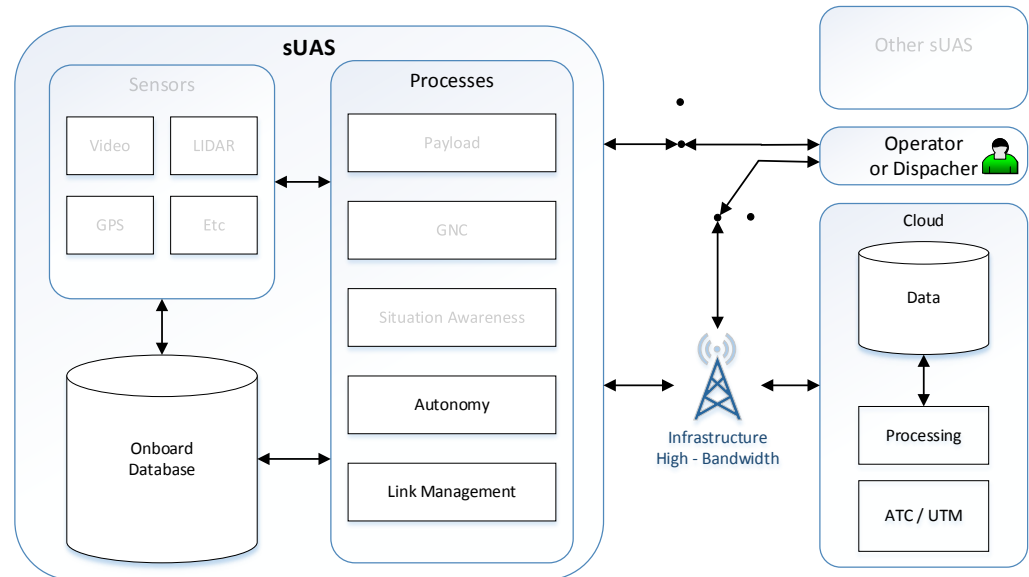 sUAS
Sensors
Video
LIDAR
GPS
Etc
Onboard
Database
Processes
Payload
GNC
Situation Awareness
Autonomy
Link Management
Infrastructure
High - Bandwidth
Other sUAS
Operator
or Dispacher
Cloud
Data
Processing
ATC / UTM